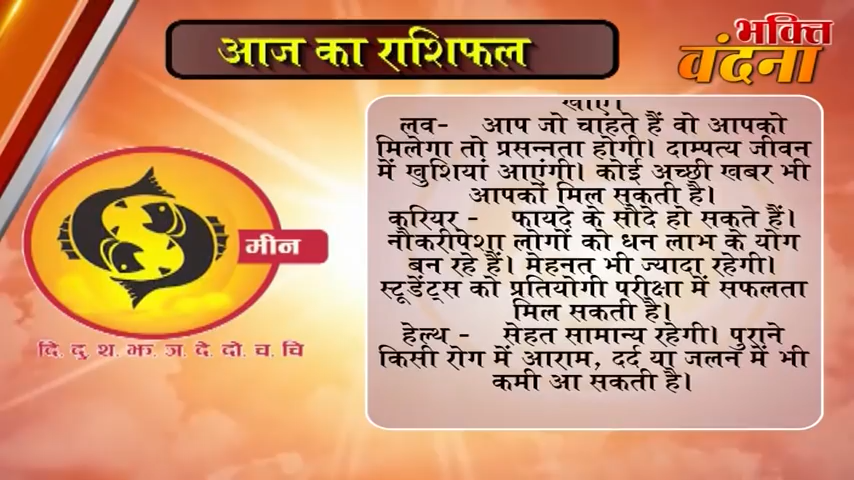 आज का राशिफल
भक्ति
वंदना
खाएं।
लव- आप जो चाहते हैं वो आपको
मिलेगा तो प्रसन्नता होगी। दाम्पत्य जीवन
में खुशियां आाएंगी। कोई अच्छी खबर भी
आपकों मिल सकती है।
करियर - फायदे के सौदे हो सकते हैं।
नौकरीपेशा लोगों को धन लाभ के योग
बन रहे हैं। मेहनत भी ज्यादा रहेगी।
स्टूडेंट्स को प्रतियोगी परीक्षा में सफलता
मिल सकती है।
हेल्थ - सेहत सामान्य रहेगी। पुराने
किसी रोग में आराम, दर्द या जलन में भी
कमी आ सकती है।
मीन
दि. दु. श. झ. ञ. दे. दो. च. चि